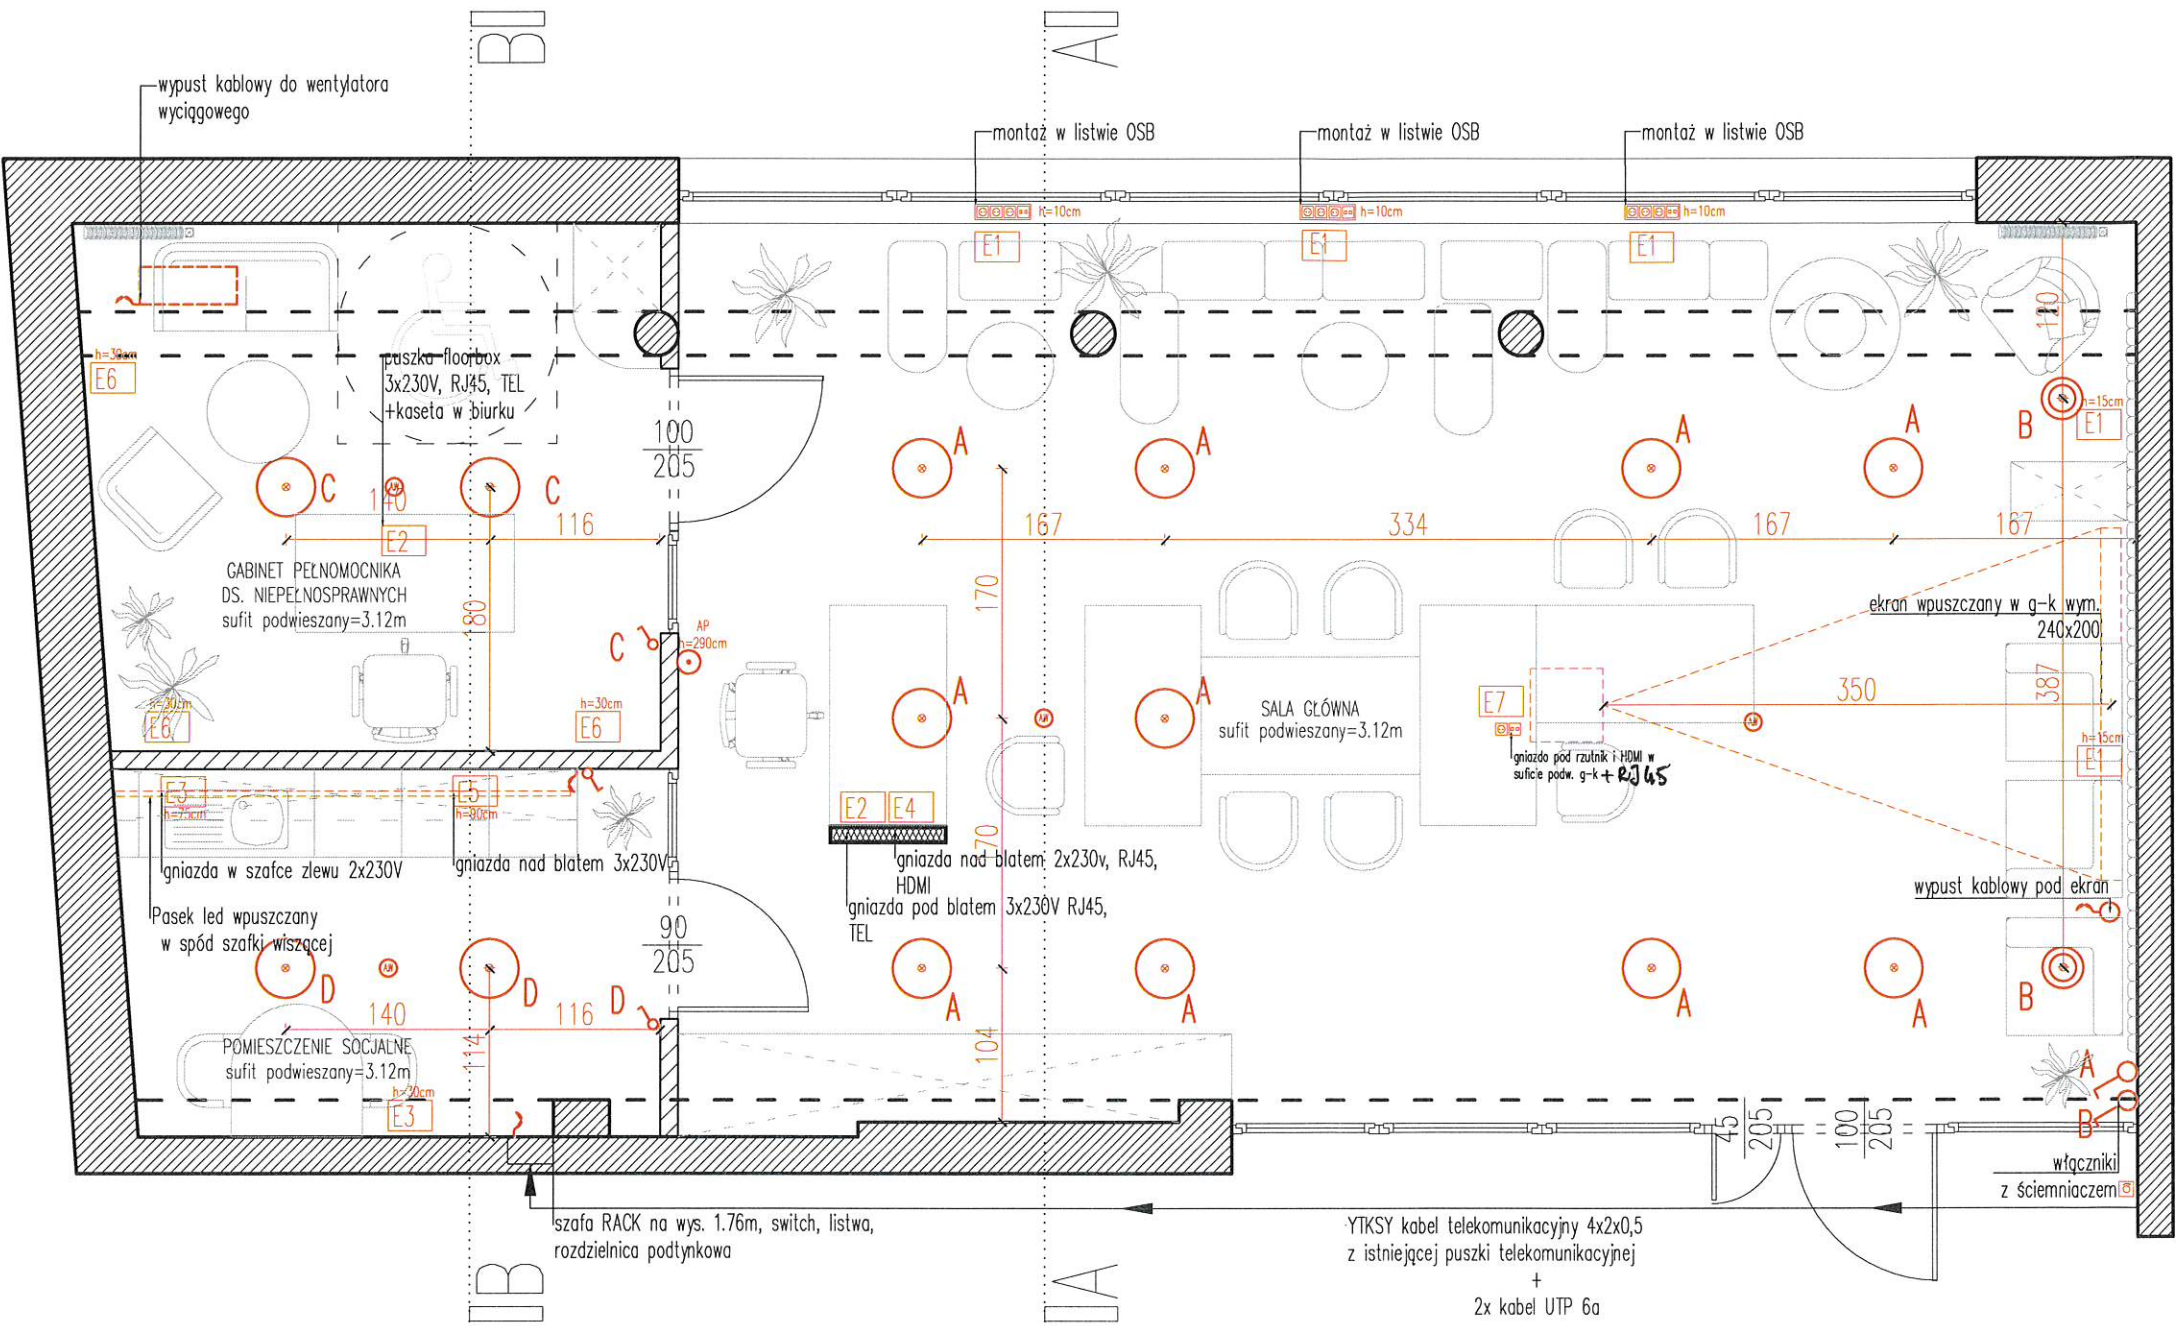 B
A
wypust kablowy do wentylatora
wyciągowego
montaż w listwie OSB
montaż w listwie OSB
montaż w listwie OSB
h=10cm
h=10cm
h=10cm
E1
E1
E1
120
h=30cm
E6
puszka floorbox
3x230V, RJ45, TEL
+kaseta w biurku
100
205
A
A
A
A
B
h=15cm
E1
C
140
C
116
E2
167
334
167
167
GABINET PEŁNOMOCNIKA
DS. NIEPEŁNOSPRAWNYCH
sufit podwieszany=3.12m
180
170
ekran wpuszczany w g-k wym.
240x200
C
AP
h=290cm
h=30cm
E6
h=30cm
E6
A
A
SALA GŁÓWNA
sufit podwieszany=3.12m
E7
350
387
gniazdo pod rzutnik i HDMI w
suficie podw. g-k + RJ45
h=15cm
E1
E3
h=75cm
E5
h=90cm
E2
E4
170
gniazda w szafce zlewu 2x230V
gniazda nad blatem 3x230V
gniazda nad blatem 2x230v, RJ45,
HDMI
gniazda pod blatem 3x230V RJ45,
TEL
wypust kablowy pod ekran
Pasek led wpuszczany
w spód szafki wiszącej
90
205
D
D
D
A
A
A
A
B
140
116
114
104
POMIESZCZENIE SOCJALNE
sufit podwieszany=3.12m
h=30cm
E3
A
B
45
205
100
205
włączniki
z ściemniaczem
szafa RACK na wys. 1.76m, switch, listwa,
rozdzielnica podtynkowa
YTKSY kabel telekomunikacyjny 4x2x0,5
z istniejącej puszki telekomunikacyjnej
+
2x kabel UTP 6a
B
A